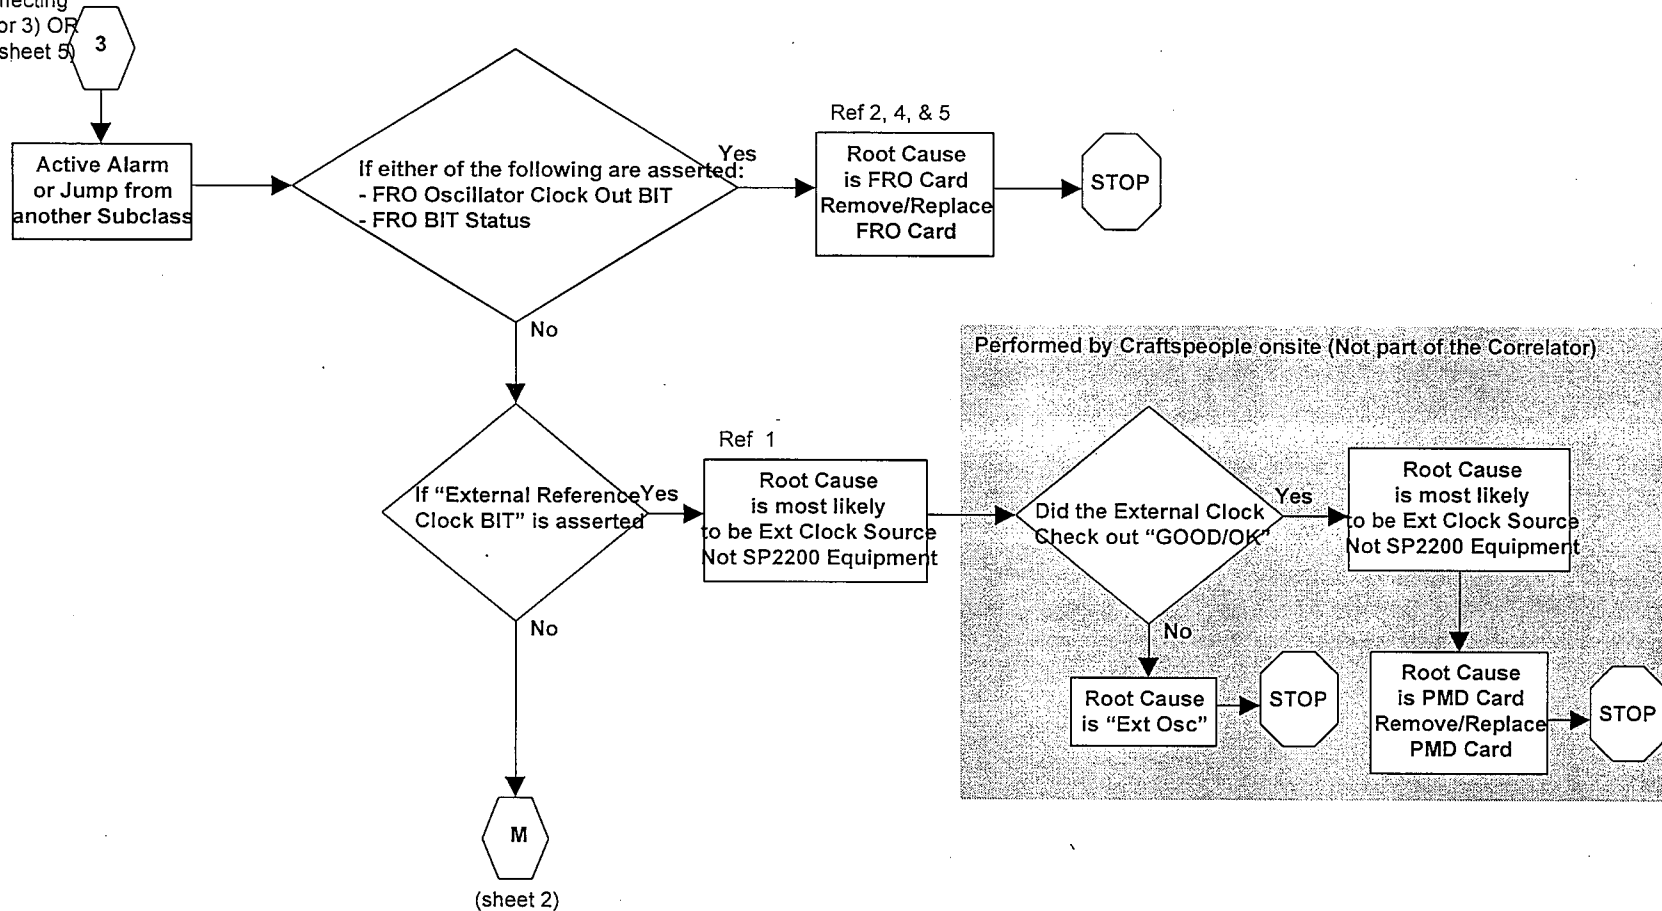 or 3) OR
sheet 5)
3
Active Alarm
or Jump from
another Subclass
If either of the following are asserted:
- FRO Oscillator Clock Out BIT
- FRO BIT Status
Yes
Ref 2, 4, & 5
Root Cause
is FRO Card
Remove/Replace
FRO Card
STOP
No
If “External Reference
Clock BIT” is asserted
Yes
Ref 1
Root Cause
is most likely
to be Ext Clock Source
Not SP2200 Equipment
Performed by Craftspeople onsite (Not part of the Correlator)
Did the External Clock
Check out “GOOD/OK”
Yes
Root Cause
is most likely
to be Ext Clock Source
Not SP2200 Equipment
No
Root Cause
is “Ext Osc”
STOP
Root Cause
is PMD Card
Remove/Replace
PMD Card
STOP
No
M
(sheet 2)